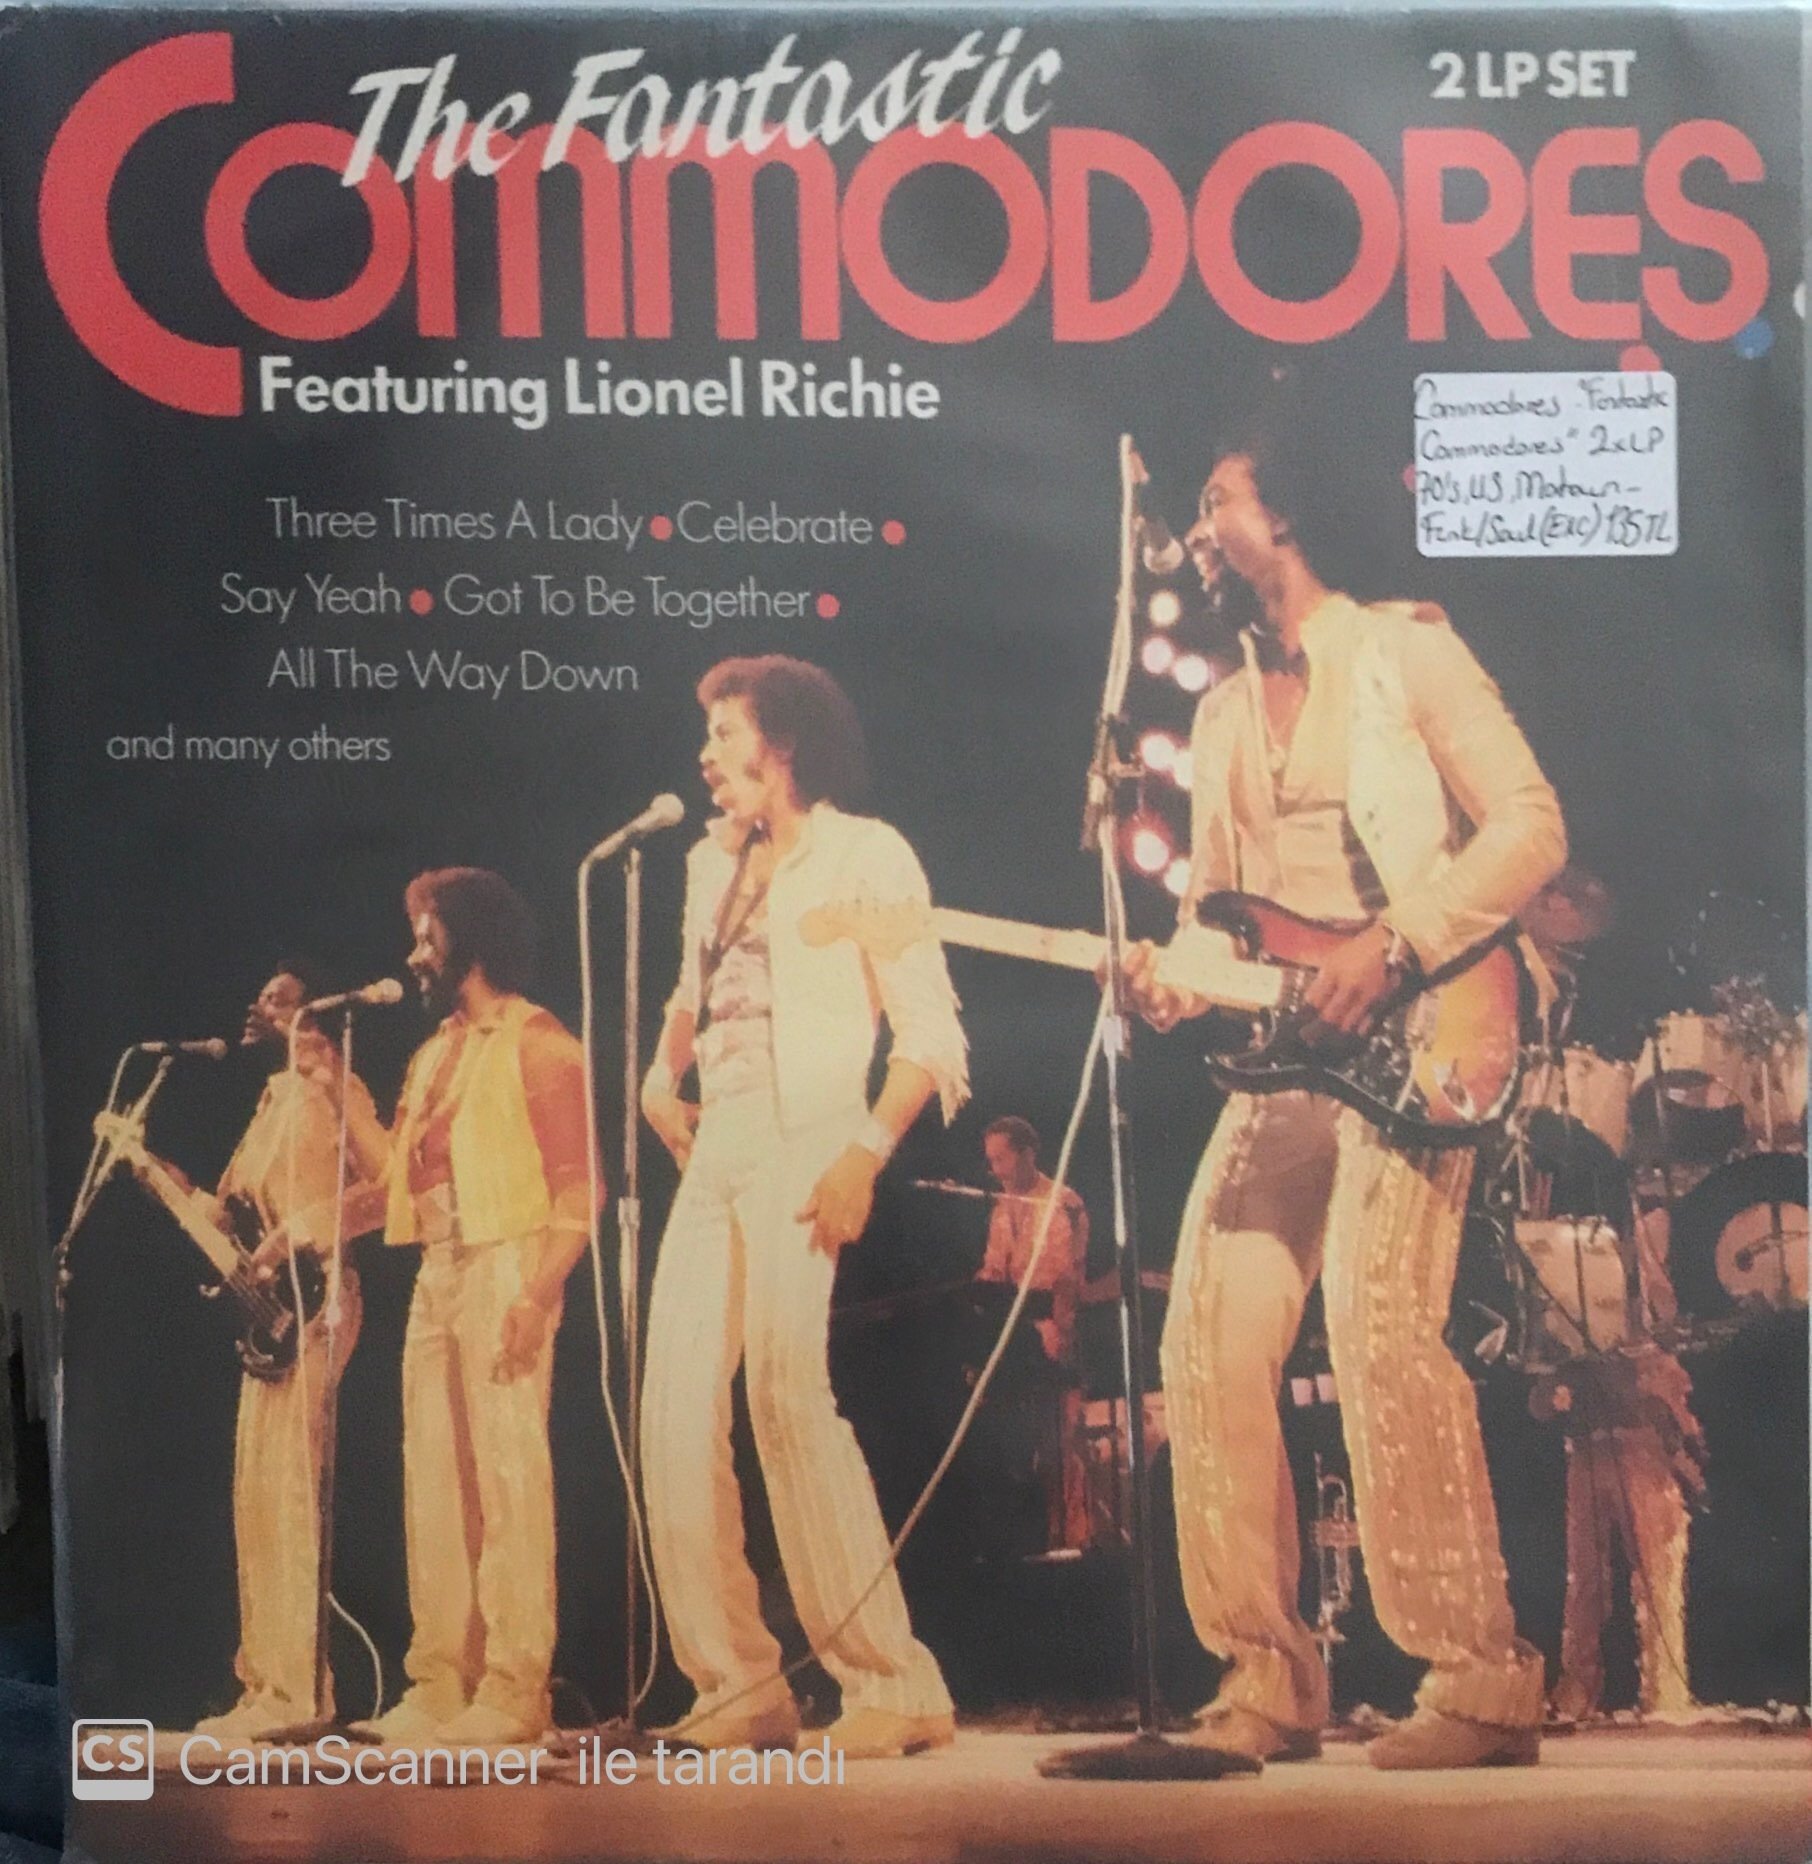 The Fantastic
2 LP SET
COMMODORES
Featuring Lionel Richie
Three Times A Lady • Celebrate •
Say Yeah • Got To Be Together •
All The Way Down
and many others
Commodores "Fantastic
Commodores" 2xLP
70's, US, Motown -
Funk/Soul (EXC) 135 TL
CS CamScanner ile tarandı